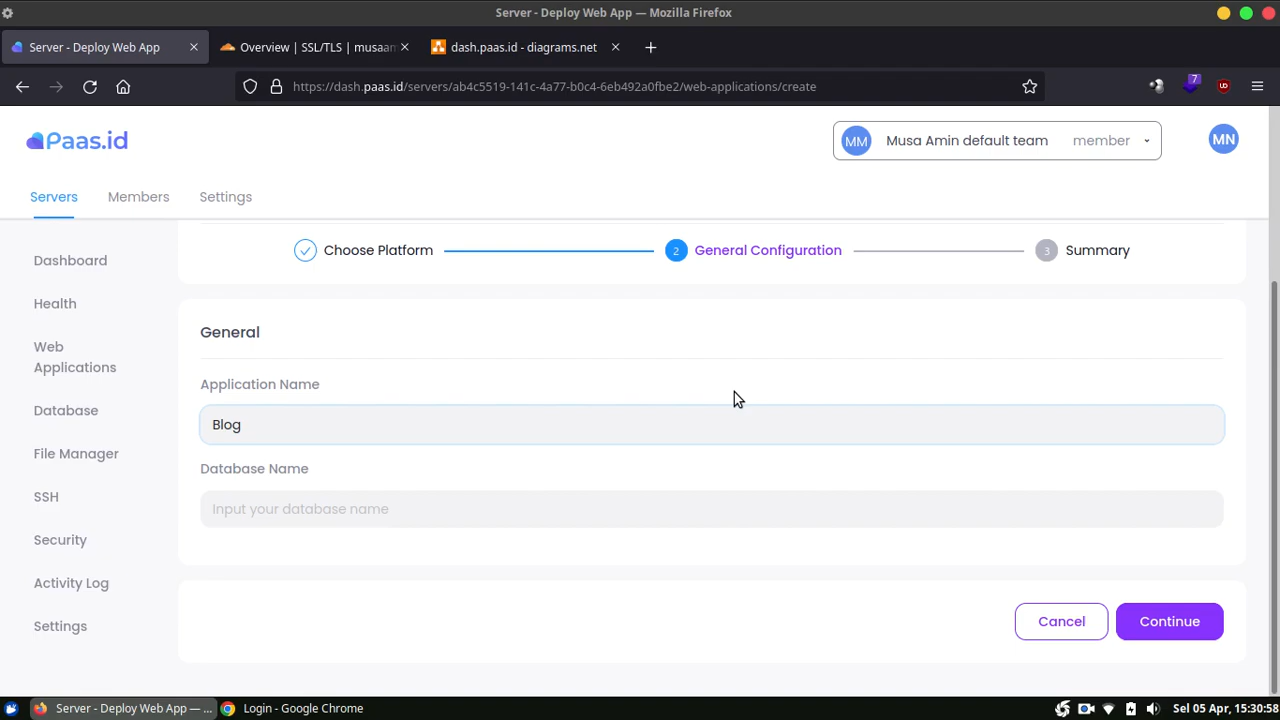 Server - Deploy Web App — Mozilla Firefox
Server - Deploy Web App
Overview | SSL/TLS | musaam
dash.paas.id - diagrams.net
https://dash.paas.id/servers/ab4c5519-141c-4a77-b0c4-6eb492a0fbe2/web-applications/create
7
Paas.id
MM Musa Amin default team member
MN
Servers Members Settings
Choose Platform
2 General Configuration
3 Summary
Dashboard
Health
Web
Applications
Database
File Manager
SSH
Security
Activity Log
Settings
General
Application Name
Blog
Database Name
Input your database name
Cancel Continue
Server - Deploy Web App — ...
Login - Google Chrome
Sel 05 Apr, 15:30:58